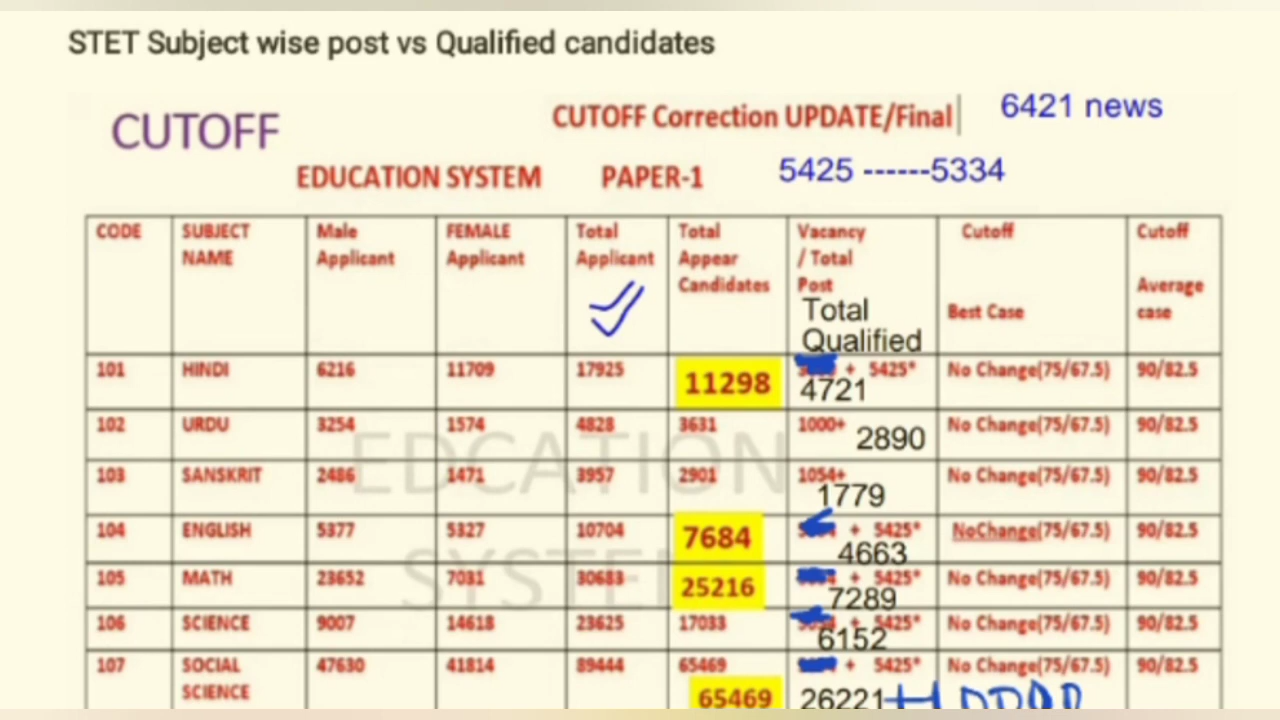 STET Subject wise post vs Qualified candidates
CUTOFF
CUTOFF Correction UPDATE/Final
6421 news
EDUCATION SYSTEM PAPER-1
5425 ------5334
CODE SUBJECT NAME Male Applicant FEMALE Applicant Total Applicant Total Appear Candidates Vacancy / Total Post Total Qualified Cutoff Best Case Cutoff Average case
101 HINDI 6216 11709 17925 11298 + 5425* 4721 No Change(75/67.5) 90/82.5
102 URDU 3254 1574 4828 3631 1000+ 2890 No Change(75/67.5) 90/82.5
103 SANSKRIT 2486 1471 3957 2901 1054+ 1779 No Change(75/67.5) 90/82.5
104 ENGLISH 5377 5327 10704 7684 + 5425* 4663 NoChange(75/67.5) 90/82.5
105 MATH 23652 7031 30683 25216 + 5425* 7289 No Change(75/67.5) 90/82.5
106 SCIENCE 9007 14618 23625 17033 + 5425* 6152 No Change(75/67.5) 90/82.5
107 SOCIAL SCIENCE 47630 41814 89444 65469 65469 + 5425* 26221 No Change(75/67.5) 90/82.5
EDCATION
SYSTEM